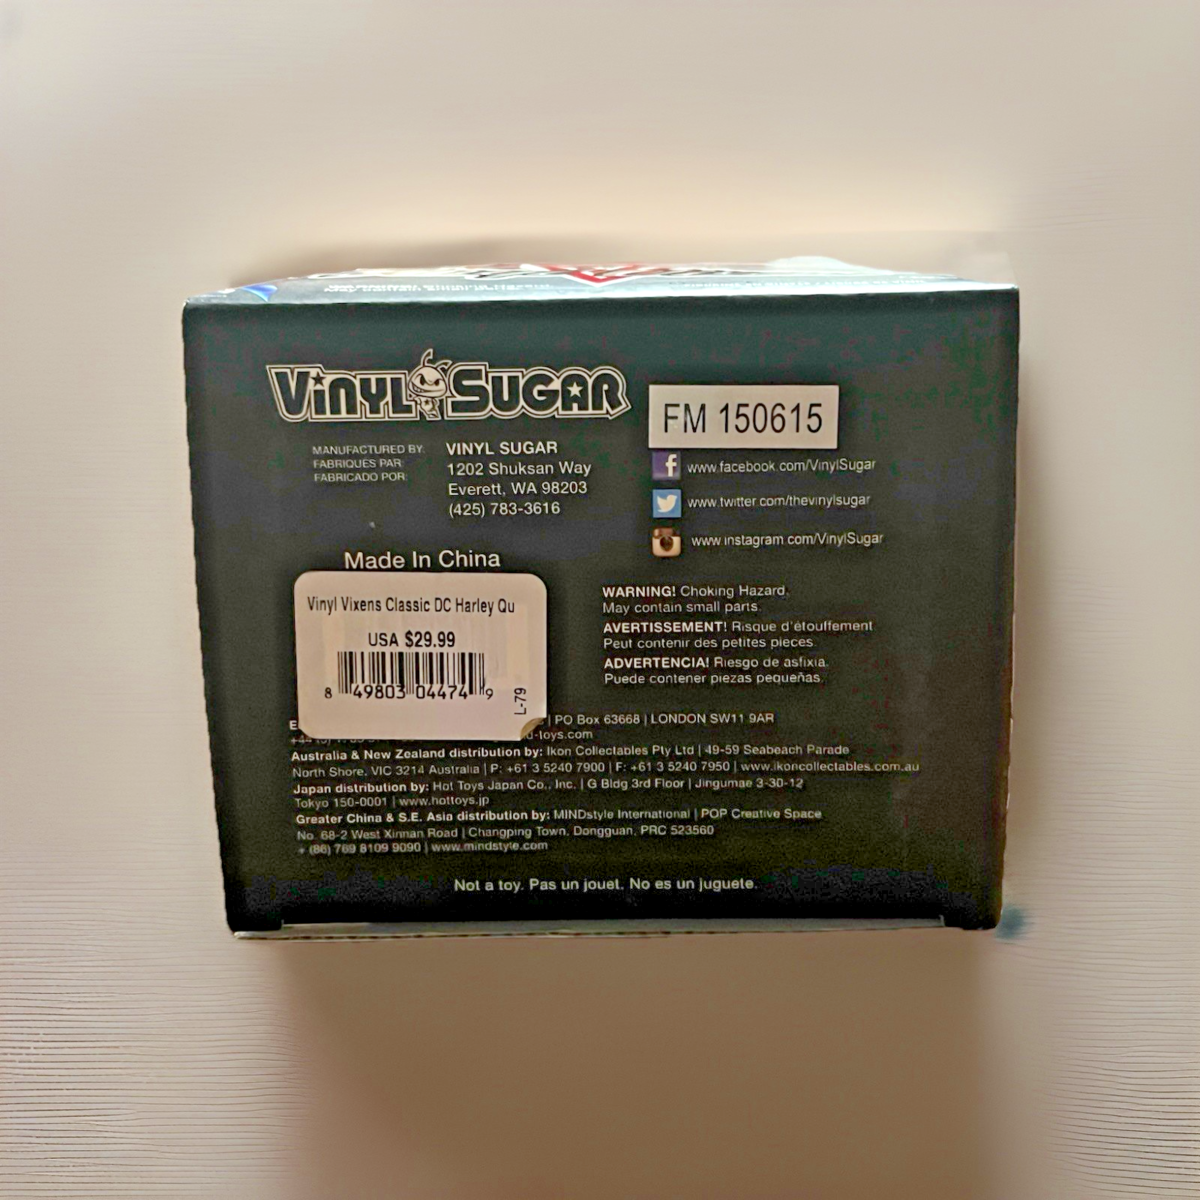 VINYL SUGAR
FM 150615
MANUFACTURED BY:
FABRIQUÉS PAR:
FABRICADO POR:
VINYL SUGAR
1202 Shuksan Way
Everett, WA 98203
(425) 783-3616
www.facebook.com/VinylSugar
www.twitter.com/thevinylsugar
www.instagram.com/VinylSugar
Made In China
Vinyl Vixens Classic DC Harley Qu
USA $29.99
8 49803 04474 9
L-79
WARNING! Choking Hazard.
May contain small parts.
AVERTISSEMENT! Risque d'étouffement
Peut contenir des petites pieces.
ADVERTENCIA! Riesgo de asfixia.
Puede contener piezas pequeñas.
| PO Box 63668 | LONDON SW11 9AR
-toys.com
Australia & New Zealand distribution by: Ikon Collectables Pty Ltd | 49-59 Seabeach Parade
North Shore, VIC 3214 Australia | P: +61 3 5240 7900 | F: +61 3 5240 7950 | www.ikoncollectables.com.au
Japan distribution by: Hot Toys Japan Co., Inc. | G Bldg 3rd Floor | Jingumae 3-30-12
Tokyo 150-0001 | www.hottoys.jp
Greater China & S.E. Asia distribution by: MINDstyle International | POP Creative Space
No. 68-2 West Xinnan Road | Changping Town, Dongguan, PRC 523560
+ (86) 769 8109 9090 | www.mindstyle.com
Not a toy. Pas un jouet. No es un juguete.